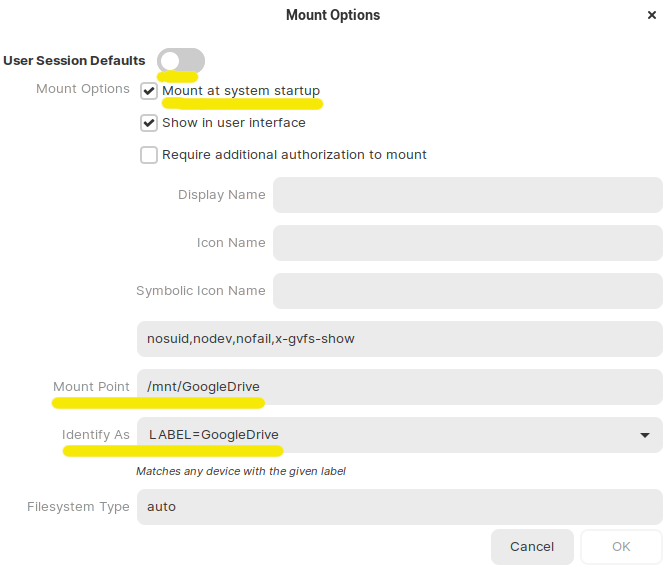 Mount Options
User Session Defaults
Mount Options Mount at system startup
Show in user interface
Require additional authorization to mount
Display Name
Icon Name
Symbolic Icon Name
nosuid,nodev,nofail,x-gvfs-show
Mount Point /mnt/GoogleDrive
Identify As LABEL=GoogleDrive
Matches any device with the given label
Filesystem Type auto
Cancel OK